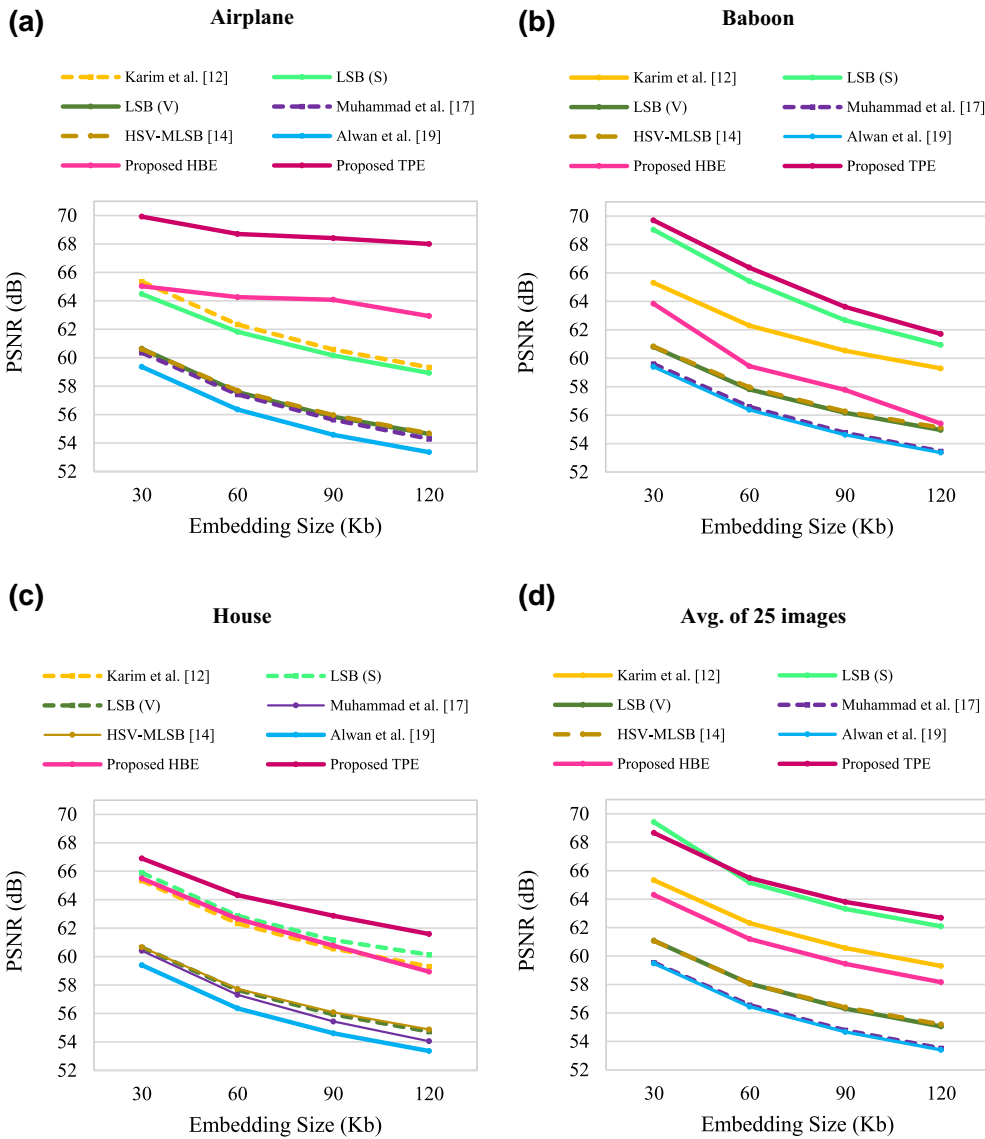 (a) Airplane
Karim et al. [12] LSB (S)
LSB (V) Muhammad et al. [17]
HSV-MLSB [14] Alwan et al. [19]
Proposed HBE Proposed TPE
70
68
66
64
62
60
58
56
54
52
PSNR (dB)
30 60 90 120
Embedding Size (Kb)
(b) Baboon
Karim et al. [12] LSB (S)
LSB (V) Muhammad et al. [17]
HSV-MLSB [14] Alwan et al. [19]
Proposed HBE Proposed TPE
70
68
66
64
62
60
58
56
54
52
PSNR (dB)
30 60 90 120
Embedding Size (Kb)
(c) House
Karim et al. [12] LSB (S)
LSB (V) Muhammad et al. [17]
HSV-MLSB [14] Alwan et al. [19]
Proposed HBE Proposed TPE
70
68
66
64
62
60
58
56
54
52
PSNR (dB)
30 60 90 120
Embedding Size (Kb)
(d) Avg. of 25 images
Karim et al. [12] LSB (S)
LSB (V) Muhammad et al. [17]
HSV-MLSB [14] Alwan et al. [19]
Proposed HBE Proposed TPE
70
68
66
64
62
60
58
56
54
52
PSNR (dB)
30 60 90 120
Embedding Size (Kb)